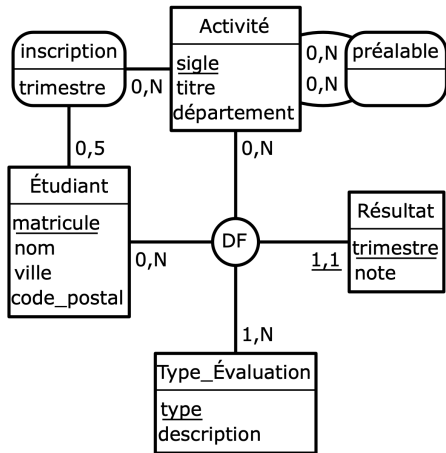 Activité
sigle
titre
département
inscription
trimestre
0,N
0,N
0,N
préalable
0,5
0,N
Étudiant
matricule
nom
ville
code_postal
DF
0,N
Résultat
trimestre
note
1,1
1,N
Type_Évaluation
type
description